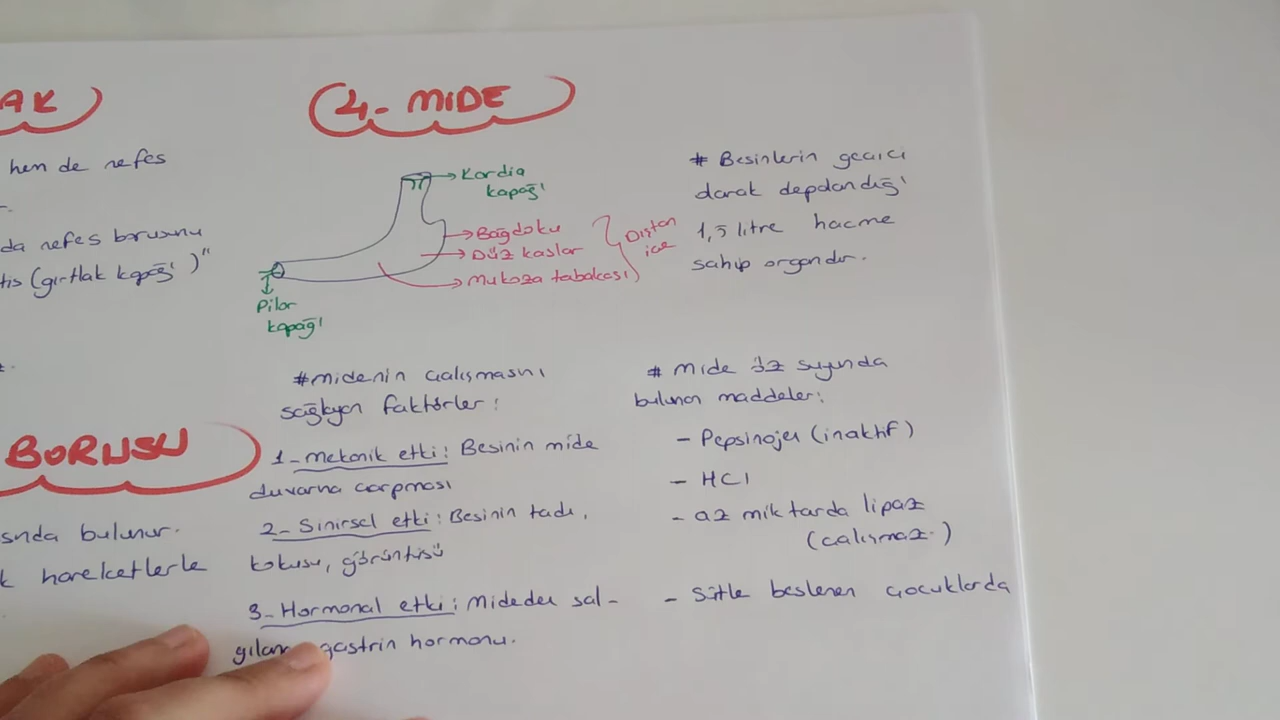 AK
hem de nefes
da nefes borusunu
tis (gırtlak kapağı)"
BORUSU
sında bulunur.
k hareketlerle
4- MİDE
Kardia
kapağı
Bağdoku
Düz kaslar
Mukoza tabakası
Dıştan
içe
Pilor
kapağı
# Besinlerin geçici
olarak depolandığı
1,5 litre hacme
sahip organdır.
#midenin çalışmasını
sağlayan faktörler:
1- mekanik etki: Besinin mide
duvarına çarpması
2- Sinirsel etki: Besinin tadı,
kokusu, görüntüsü
3- Hormonal etki: Mideden sal-
gılanan gastrin hormonu.
# mide öz suyunda
bulunan maddeler:
- Pepsinojen (inaktif)
- HCl
- az miktarda lipaz
(çalışmaz.)
- Sütle beslenen çocuklarda